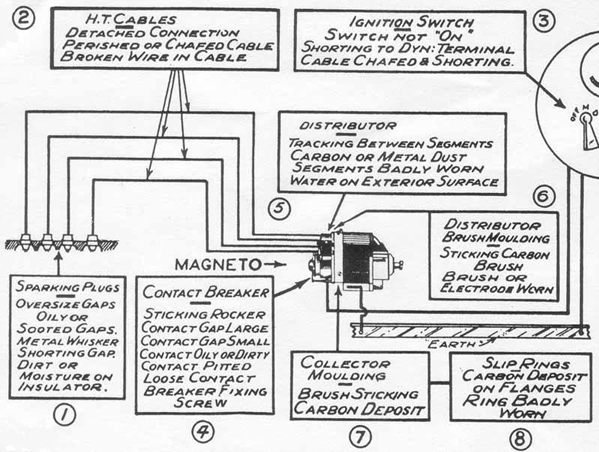 ②
H.T. CABLES
DETACHED CONNECTION
PERISHED OR CHAFED CABLE
BROKEN WIRE IN CABLE
IGNITION SWITCH
SWITCH NOT "ON"
SHORTING TO DYN: TERMINAL
CABLE CHAFED & SHORTING.
③
OFF M D
DISTRIBUTOR
TRACKING BETWEEN SEGMENTS
CARBON OR METAL DUST
SEGMENTS BADLY WORN
WATER ON EXTERIOR SURFACE
⑤
⑥
DISTRIBUTOR
BRUSH MOULDING
STICKING CARBON
BRUSH
BRUSH OR
ELECTRODE WORN
MAGNETO
SPARKING PLUGS
OVERSIZE GAPS
OILY OR
SOOTED GAPS.
METAL WHISKER
SHORTING GAP.
DIRT OR
MOISTURE ON
INSULATOR.
①
CONTACT BREAKER
STICKING ROCKER
CONTACT GAP LARGE
CONTACT GAP SMALL
CONTACT OILY OR DIRTY
CONTACT PITTED
LOOSE CONTACT
BREAKER FIXING
SCREW
④
EARTH
COLLECTOR
MOULDING
BRUSH STICKING
CARBON DEPOSIT
⑦
SLIP RINGS
CARBON DEPOSIT
ON FLANGES
RING BADLY
WORN
⑧